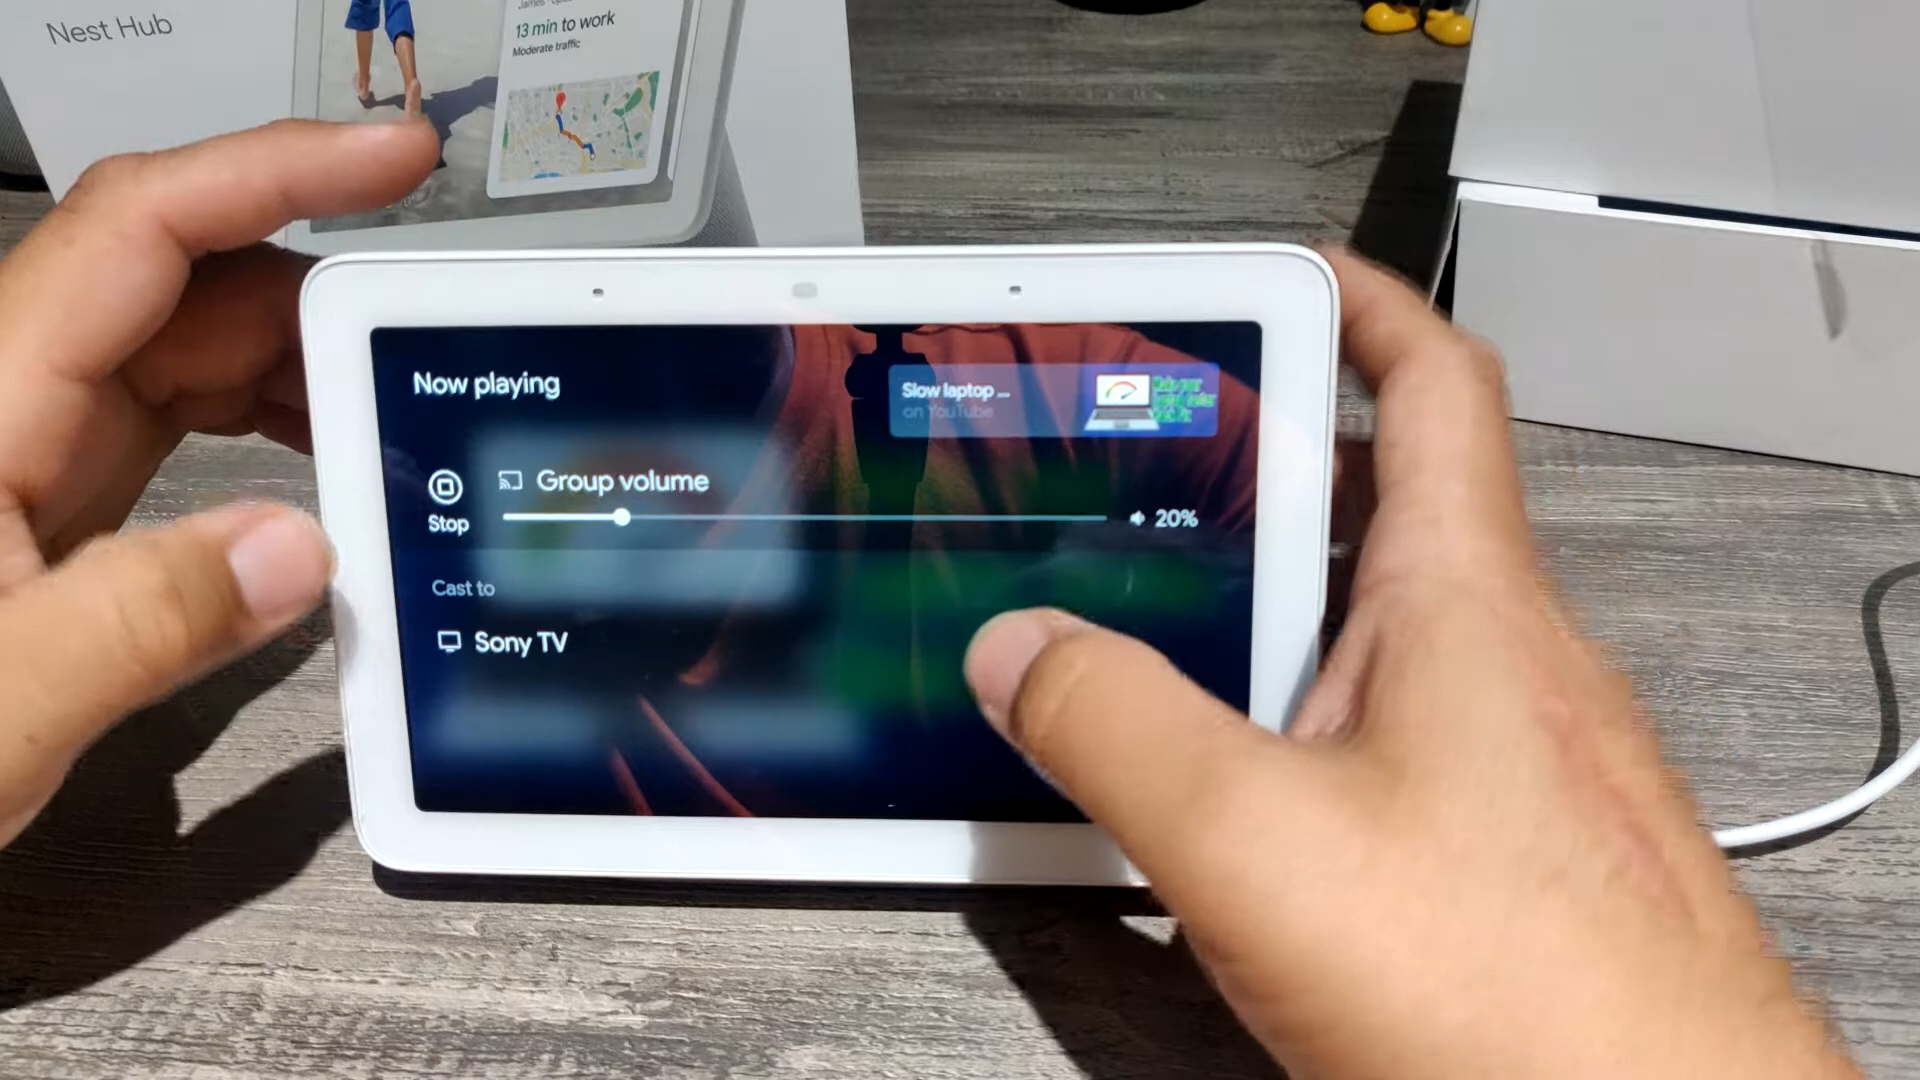 Nest Hub
13 min to work
Moderate traffic
Now playing
Slow laptop ...
on YouTube
Stop
Group volume
20%
Cast to
Sony TV